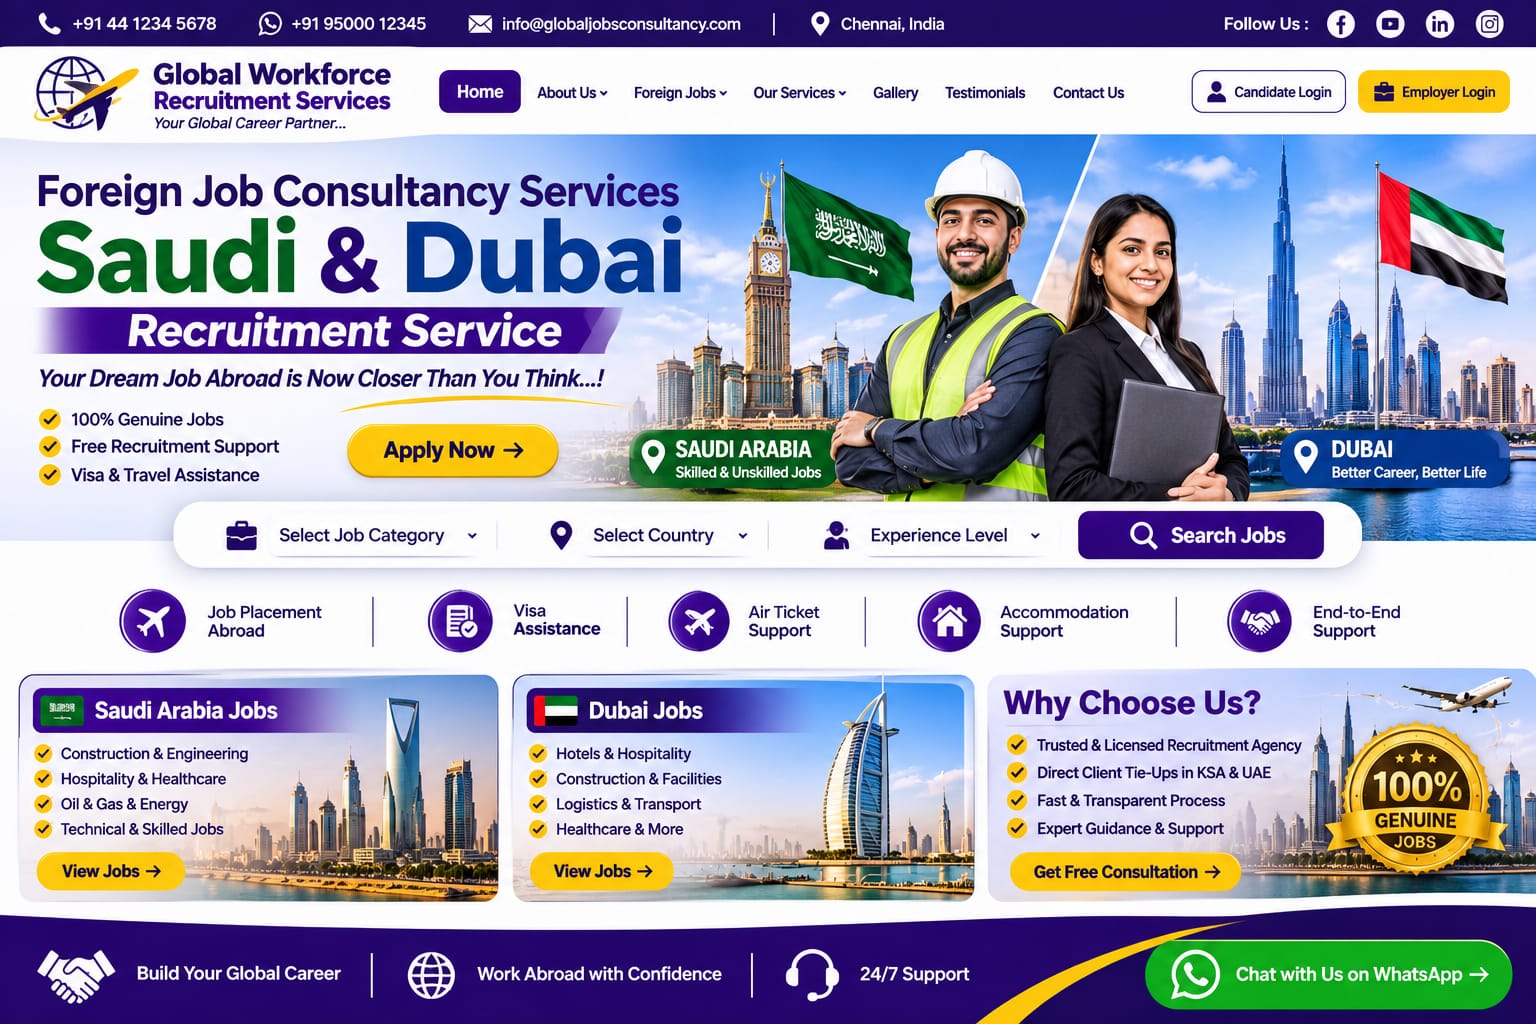 +91 44 1234 5678
+91 95000 12345
info@globaljobsconsultancy.com
Chennai, India
Follow Us :
Global Workforce
Recruitment Services
Your Global Career Partner...
Home
About Us
Foreign Jobs
Our Services
Gallery
Testimonials
Contact Us
Candidate Login
Employer Login
Foreign Job Consultancy Services
Saudi & Dubai
Recruitment Service
Your Dream Job Abroad is Now Closer Than You Think...!
100% Genuine Jobs
Free Recruitment Support
Visa & Travel Assistance
Apply Now →
SAUDI ARABIA
Skilled & Unskilled Jobs
DUBAI
Better Career, Better Life
Select Job Category
Select Country
Experience Level
Search Jobs
Job Placement
Abroad
Visa
Assistance
Air Ticket
Support
Accommodation
Support
End-to-End
Support
Saudi Arabia Jobs
Construction & Engineering
Hospitality & Healthcare
Oil & Gas & Energy
Technical & Skilled Jobs
View Jobs →
Dubai Jobs
Hotels & Hospitality
Construction & Facilities
Logistics & Transport
Healthcare & More
View Jobs →
Why Choose Us?
Trusted & Licensed Recruitment Agency
Direct Client Tie-Ups in KSA & UAE
Fast & Transparent Process
Expert Guidance & Support
Get Free Consultation →
100%
GENUINE
JOBS
Build Your Global Career
Work Abroad with Confidence
24/7 Support
Chat with Us on WhatsApp →